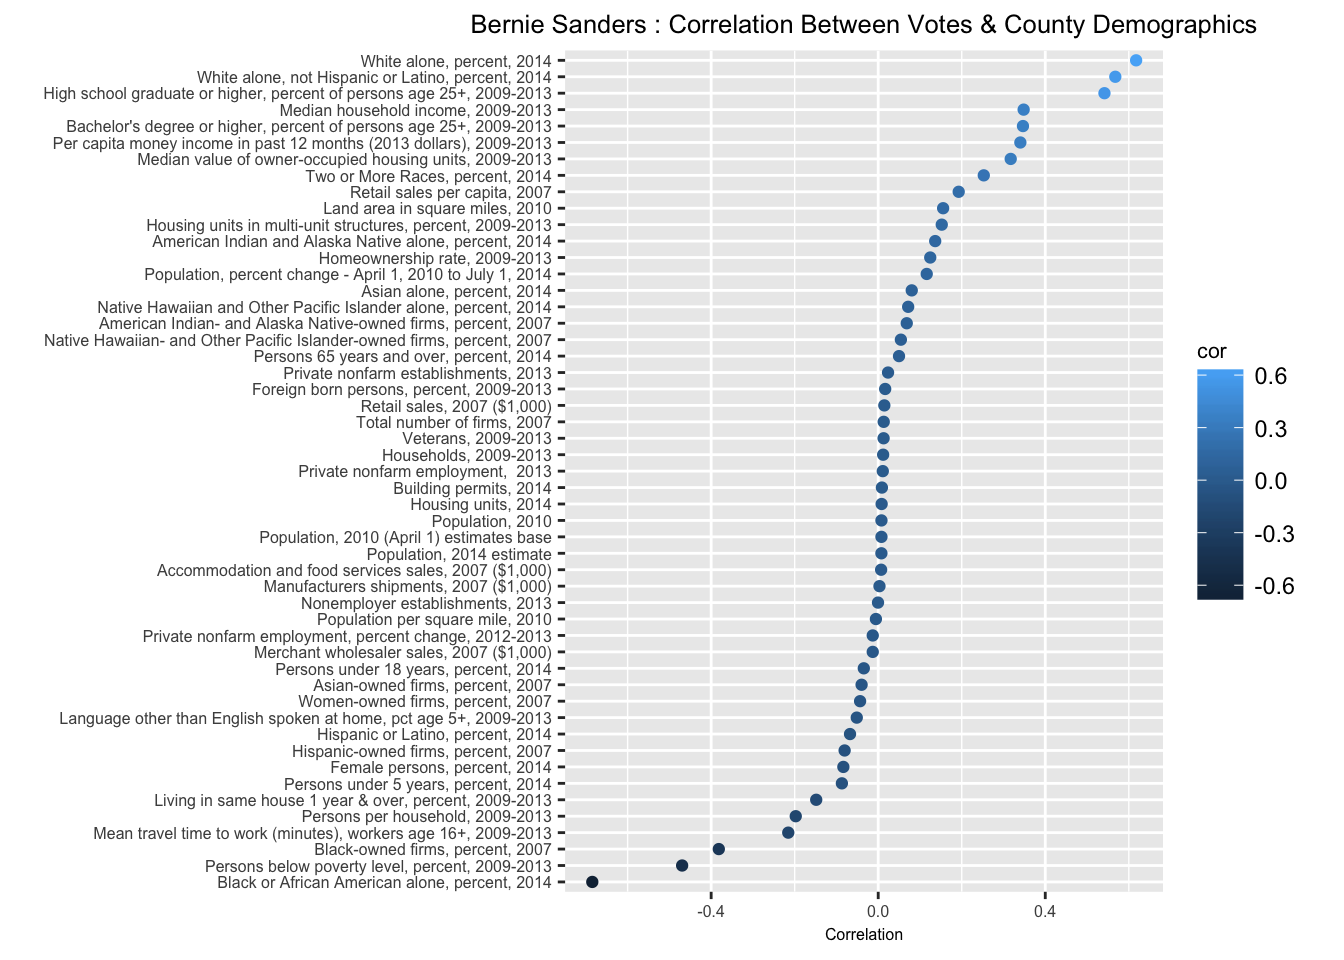 Bernie Sanders : Correlation Between Votes & County Demographics
White alone, percent, 2014
White alone, not Hispanic or Latino, percent, 2014
High school graduate or higher, percent of persons age 25+, 2009-2013
Median household income, 2009-2013
Bachelor's degree or higher, percent of persons age 25+, 2009-2013
Per capita money income in past 12 months (2013 dollars), 2009-2013
Median value of owner-occupied housing units, 2009-2013
Two or More Races, percent, 2014
Retail sales per capita, 2007
Land area in square miles, 2010
Housing units in multi-unit structures, percent, 2009-2013
American Indian and Alaska Native alone, percent, 2014
Homeownership rate, 2009-2013
Population, percent change - April 1, 2010 to July 1, 2014
Asian alone, percent, 2014
Native Hawaiian and Other Pacific Islander alone, percent, 2014
American Indian- and Alaska Native-owned firms, percent, 2007
Native Hawaiian- and Other Pacific Islander-owned firms, percent, 2007
Persons 65 years and over, percent, 2014
Private nonfarm establishments, 2013
Foreign born persons, percent, 2009-2013
Retail sales, 2007 ($1,000)
Total number of firms, 2007
Veterans, 2009-2013
Households, 2009-2013
Private nonfarm employment,  2013
Building permits, 2014
Housing units, 2014
Population, 2010
Population, 2010 (April 1) estimates base
Population, 2014 estimate
Accommodation and food services sales, 2007 ($1,000)
Manufacturers shipments, 2007 ($1,000)
Nonemployer establishments, 2013
Population per square mile, 2010
Private nonfarm employment, percent change, 2012-2013
Merchant wholesaler sales, 2007 ($1,000)
Persons under 18 years, percent, 2014
Asian-owned firms, percent, 2007
Women-owned firms, percent, 2007
Language other than English spoken at home, pct age 5+, 2009-2013
Hispanic or Latino, percent, 2014
Hispanic-owned firms, percent, 2007
Female persons, percent, 2014
Persons under 5 years, percent, 2014
Living in same house 1 year & over, percent, 2009-2013
Persons per household, 2009-2013
Mean travel time to work (minutes), workers age 16+, 2009-2013
Black-owned firms, percent, 2007
Persons below poverty level, percent, 2009-2013
Black or African American alone, percent, 2014
-0.4 0.0 0.4
Correlation
cor
0.6
0.3
0.0
-0.3
-0.6